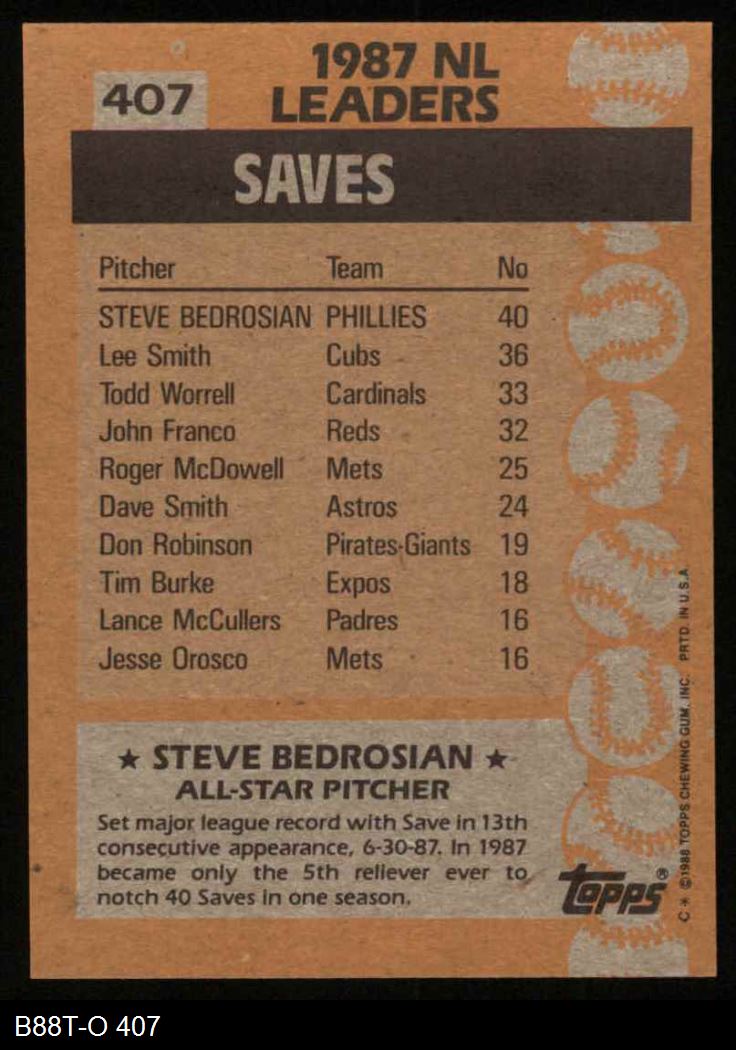 407
1987 NL
LEADERS
SAVES
Pitcher Team No
STEVE BEDROSIAN PHILLIES 40
Lee Smith Cubs 36
Todd Worrell Cardinals 33
John Franco Reds 32
Roger McDowell Mets 25
Dave Smith Astros 24
Don Robinson Pirates-Giants 19
Tim Burke Expos 18
Lance McCullers Padres 16
Jesse Orosco Mets 16
★ STEVE BEDROSIAN ★
ALL-STAR PITCHER
Set major league record with Save in 13th
consecutive appearance, 6-30-87. In 1987
became only the 5th reliever ever to
notch 40 Saves in one season.
topps®
C * ©1988 TOPPS CHEWING GUM, INC. PRTD. IN U.S.A.
B88T-O 407